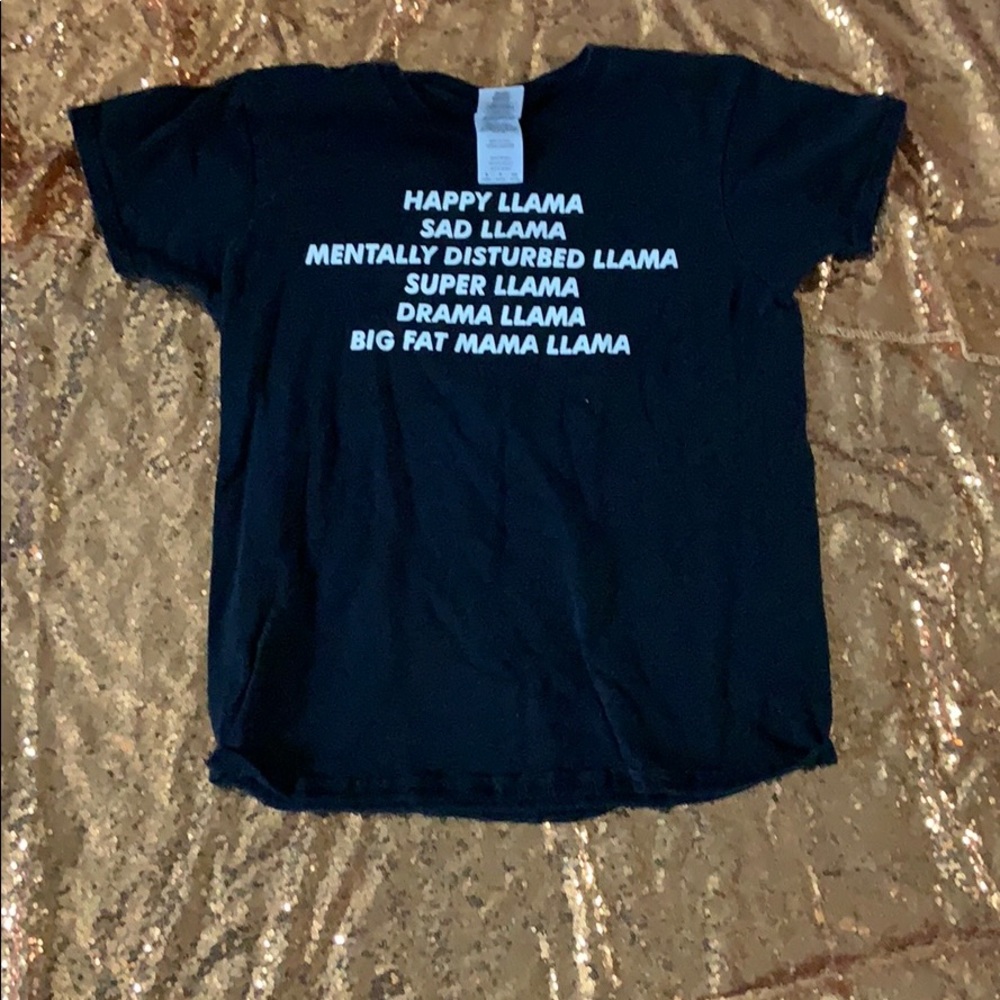 HAPPY LLAMA
SAD LLAMA
MENTALLY DISTURBED LLAMA
SUPER LLAMA
DRAMA LLAMA
BIG FAT MAMA LLAMA